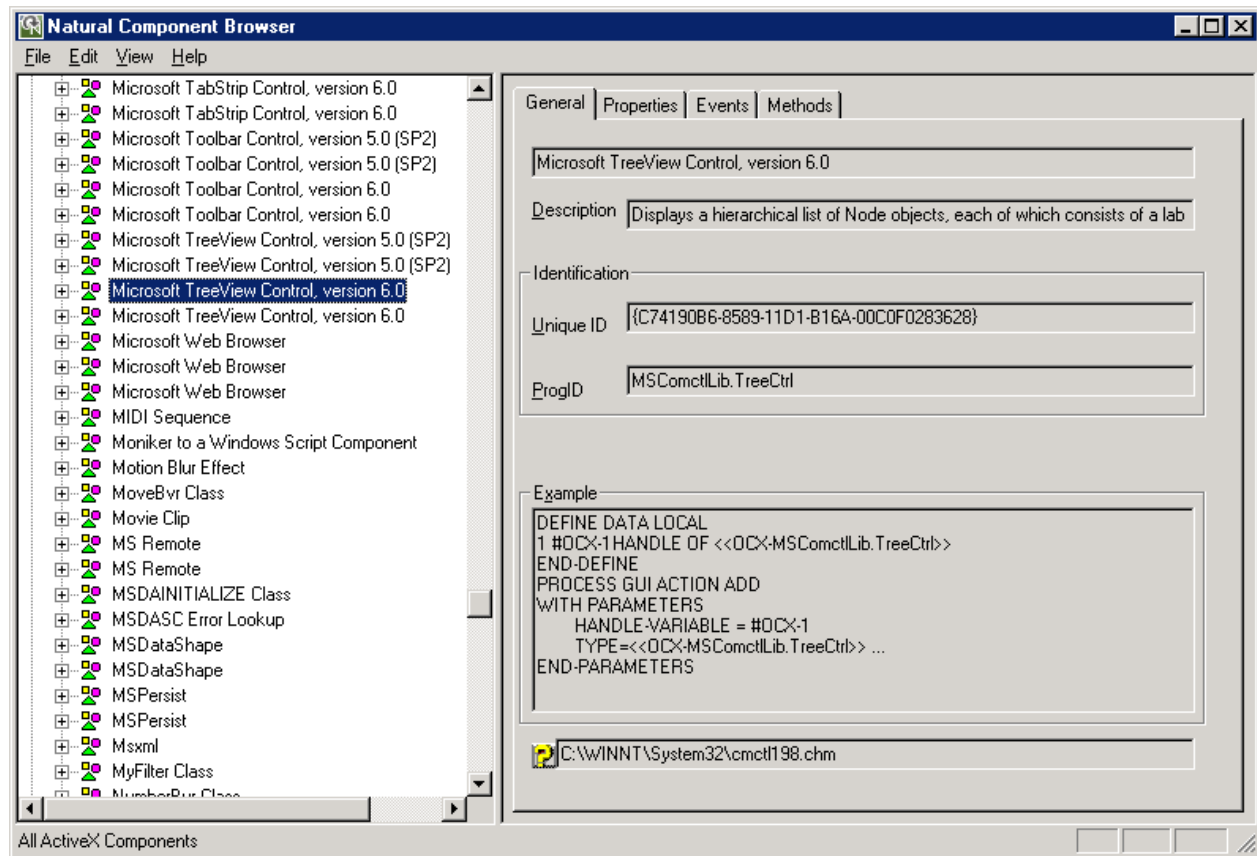 Natural Component Browser
File Edit View Help
Microsoft TabStrip Control, version 6.0
Microsoft TabStrip Control, version 6.0
Microsoft Toolbar Control, version 5.0 (SP2)
Microsoft Toolbar Control, version 5.0 (SP2)
Microsoft Toolbar Control, version 6.0
Microsoft Toolbar Control, version 6.0
Microsoft TreeView Control, version 5.0 (SP2)
Microsoft TreeView Control, version 5.0 (SP2)
Microsoft TreeView Control, version 6.0
Microsoft TreeView Control, version 6.0
Microsoft Web Browser
Microsoft Web Browser
Microsoft Web Browser
MIDI Sequence
Moniker to a Windows Script Component
Motion Blur Effect
MoveBvr Class
Movie Clip
MS Remote
MS Remote
MSDAINITIALIZE Class
MSDASC Error Lookup
MSDataShape
MSDataShape
MSPersist
MSPersist
Msxml
MyFilter Class
NumberBvr Class
General Properties Events Methods
Microsoft TreeView Control, version 6.0
Description Displays a hierarchical list of Node objects, each of which consists of a lab
Identification
Unique ID {C74190B6-8589-11D1-B16A-00C0F0283628}
ProgID MSComctlLib.TreeCtrl
Example
DEFINE DATA LOCAL
1 #OCX-1 HANDLE OF <<OCX-MSComctlLib.TreeCtrl>>
END-DEFINE
PROCESS GUI ACTION ADD
WITH PARAMETERS
HANDLE-VARIABLE = #OCX-1
TYPE=<<OCX-MSComctlLib.TreeCtrl>> ...
END-PARAMETERS
C:\WINNT\System32\cmctl198.chm
All ActiveX Components